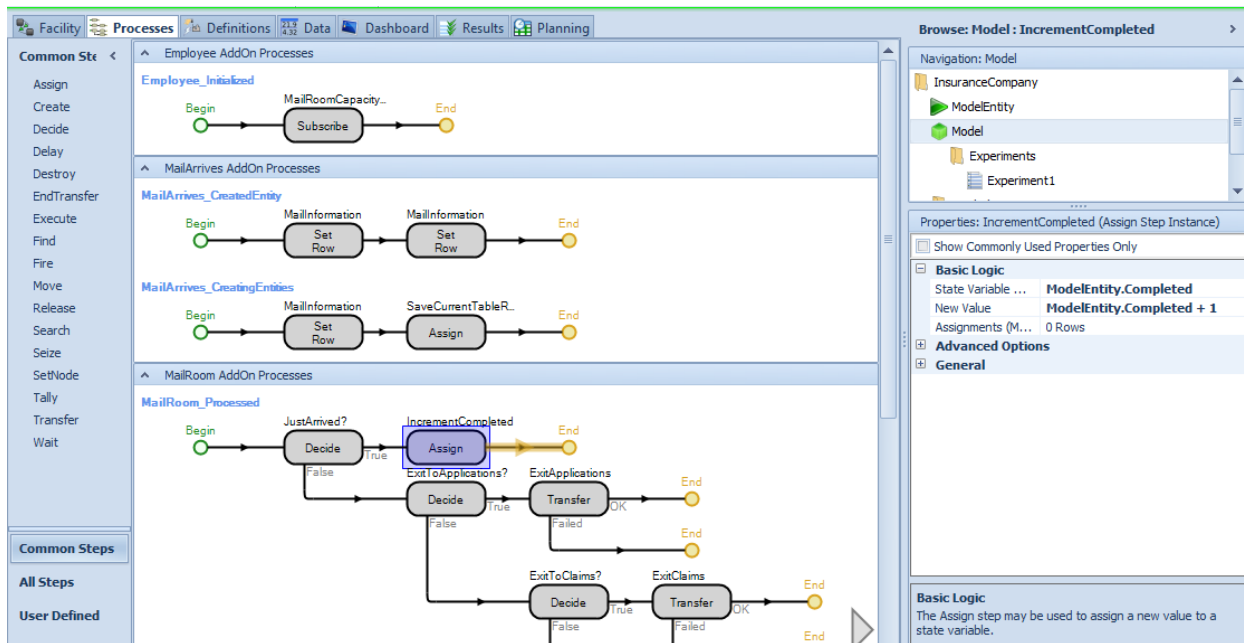 Facility Processes Definitions 21.9 4.32 Data Dashboard Results Planning
Common Ste <
Assign
Create
Decide
Delay
Destroy
EndTransfer
Execute
Find
Fire
Move
Release
Search
Seize
SetNode
Tally
Transfer
Wait
Common Steps
All Steps
User Defined
Employee AddOn Processes
Employee_Initialized
Begin
MailRoomCapacity...
Subscribe
End
MailArrives AddOn Processes
MailArrives_CreatedEntity
Begin
MailInformation
Set
Row
MailInformation
Set
Row
End
MailArrives_CreatingEntities
Begin
MailInformation
Set
Row
SaveCurrentTableR...
Assign
End
MailRoom AddOn Processes
MailRoom_Processed
Begin
JustArrived?
Decide
True
False
IncrementCompleted
Assign
End
ExitToApplications?
Decide
True
False
ExitApplications
Transfer
OK
Failed
End
End
ExitToClaims?
Decide
True
False
ExitClaims
Transfer
OK
Failed
End
End
Browse: Model : IncrementCompleted >
Navigation: Model
InsuranceCompany
ModelEntity
Model
Experiments
Experiment1
Properties: IncrementCompleted (Assign Step Instance)
Show Commonly Used Properties Only
Basic Logic
State Variable ... ModelEntity.Completed
New Value ModelEntity.Completed + 1
Assignments (M... 0 Rows
Advanced Options
General
Basic Logic
The Assign step may be used to assign a new value to a
state variable.